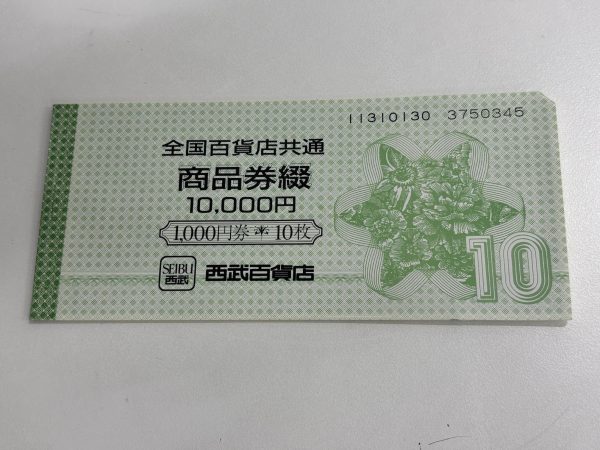 11310130 3750345
全国百貨店共通
商品券綴
10,000円
1,000円券＊10枚
SEIBU
西武
西武百貨店
10